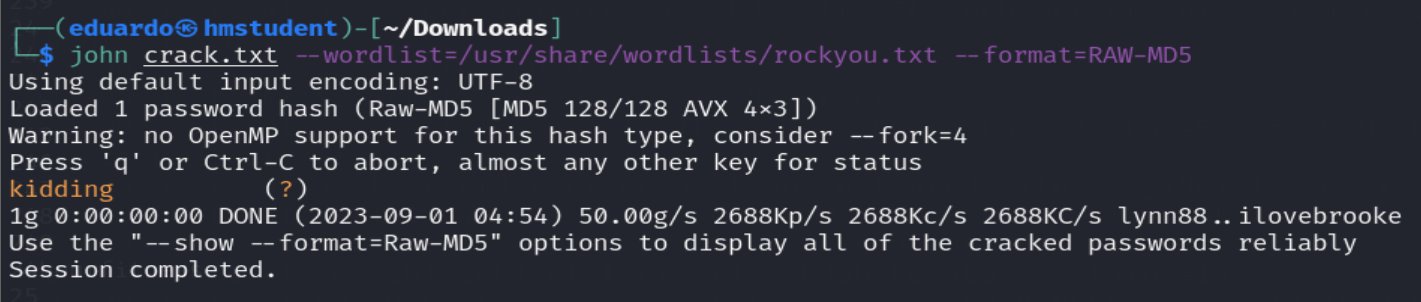 ┌──(eduardo㉿hmstudent)-[~/Downloads]
└─$ john crack.txt --wordlist=/usr/share/wordlists/rockyou.txt --format=RAW-MD5
Using default input encoding: UTF-8
Loaded 1 password hash (Raw-MD5 [MD5 128/128 AVX 4×3])
Warning: no OpenMP support for this hash type, consider --fork=4
Press 'q' or Ctrl-C to abort, almost any other key for status
kidding          (?)
1g 0:00:00:00 DONE (2023-09-01 04:54) 50.00g/s 2688Kp/s 2688Kc/s 2688KC/s lynn88..ilovebrooke
Use the "--show --format=Raw-MD5" options to display all of the cracked passwords reliably
Session completed.